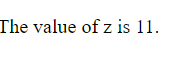 The value of z is 11.